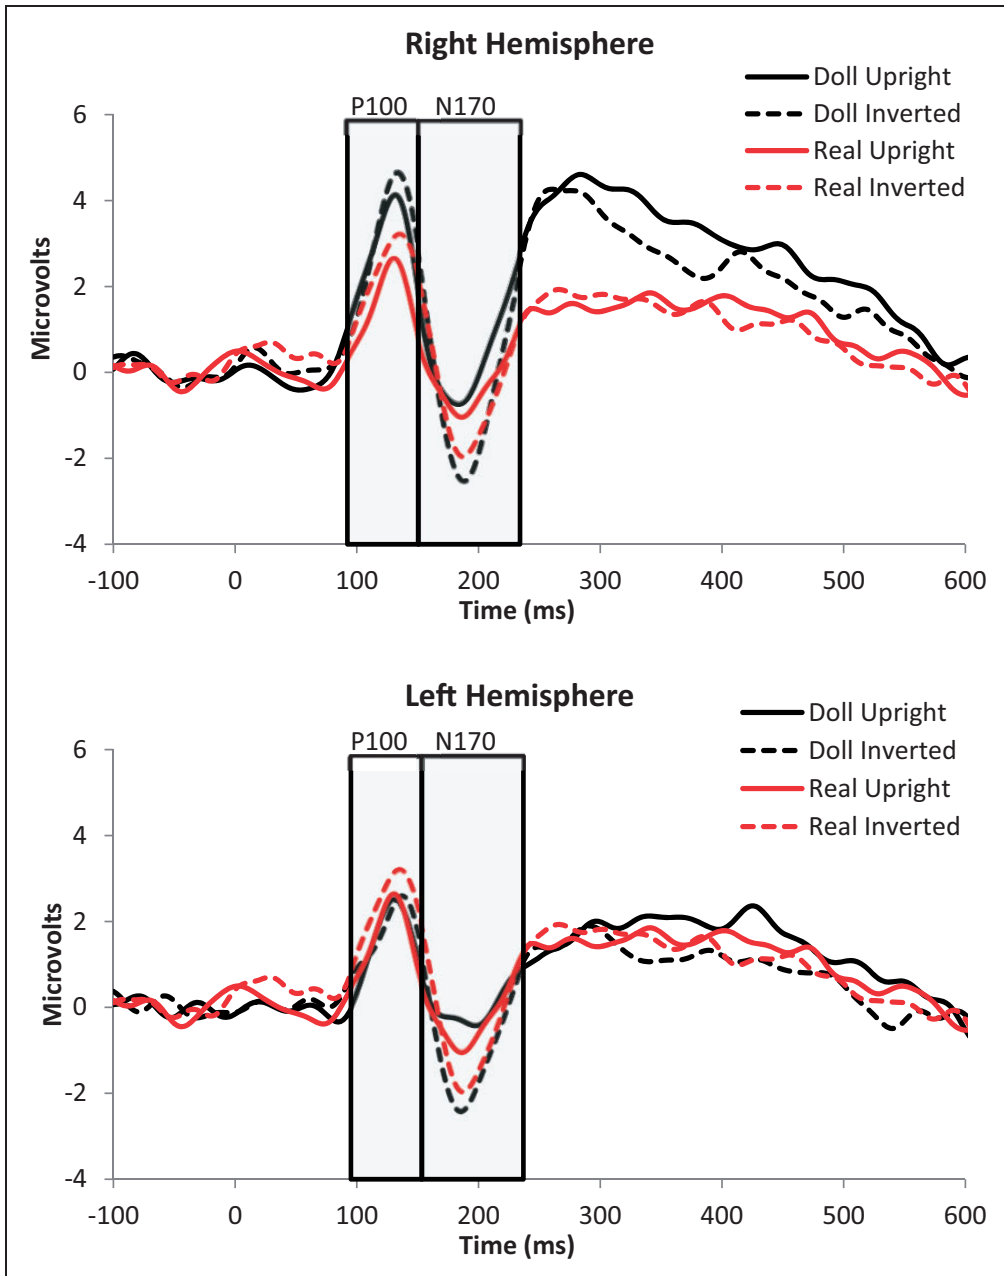 Right Hemisphere
Doll Upright
Doll Inverted
Real Upright
Real Inverted
P100 N170
6
4
2
0
-2
-4
Microvolts
-100 0 100 200 300 400 500 600
Time (ms)
Left Hemisphere
Doll Upright
Doll Inverted
Real Upright
Real Inverted
P100 N170
6
4
2
0
-2
-4
Microvolts
-100 0 100 200 300 400 500 600
Time (ms)